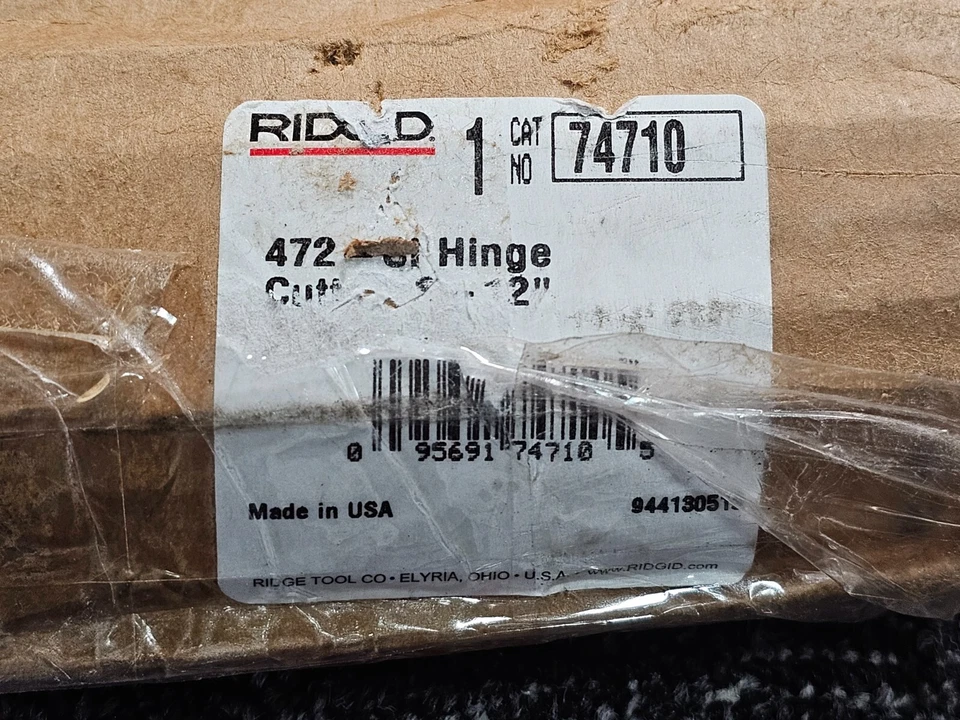 RIDGID
1 CAT NO 74710
472 Hinge
2"
0 95691 74710 5
Made in USA
RIDGE TOOL CO • ELYRIA, OHIO • U.S.A. www.RIDGID.com